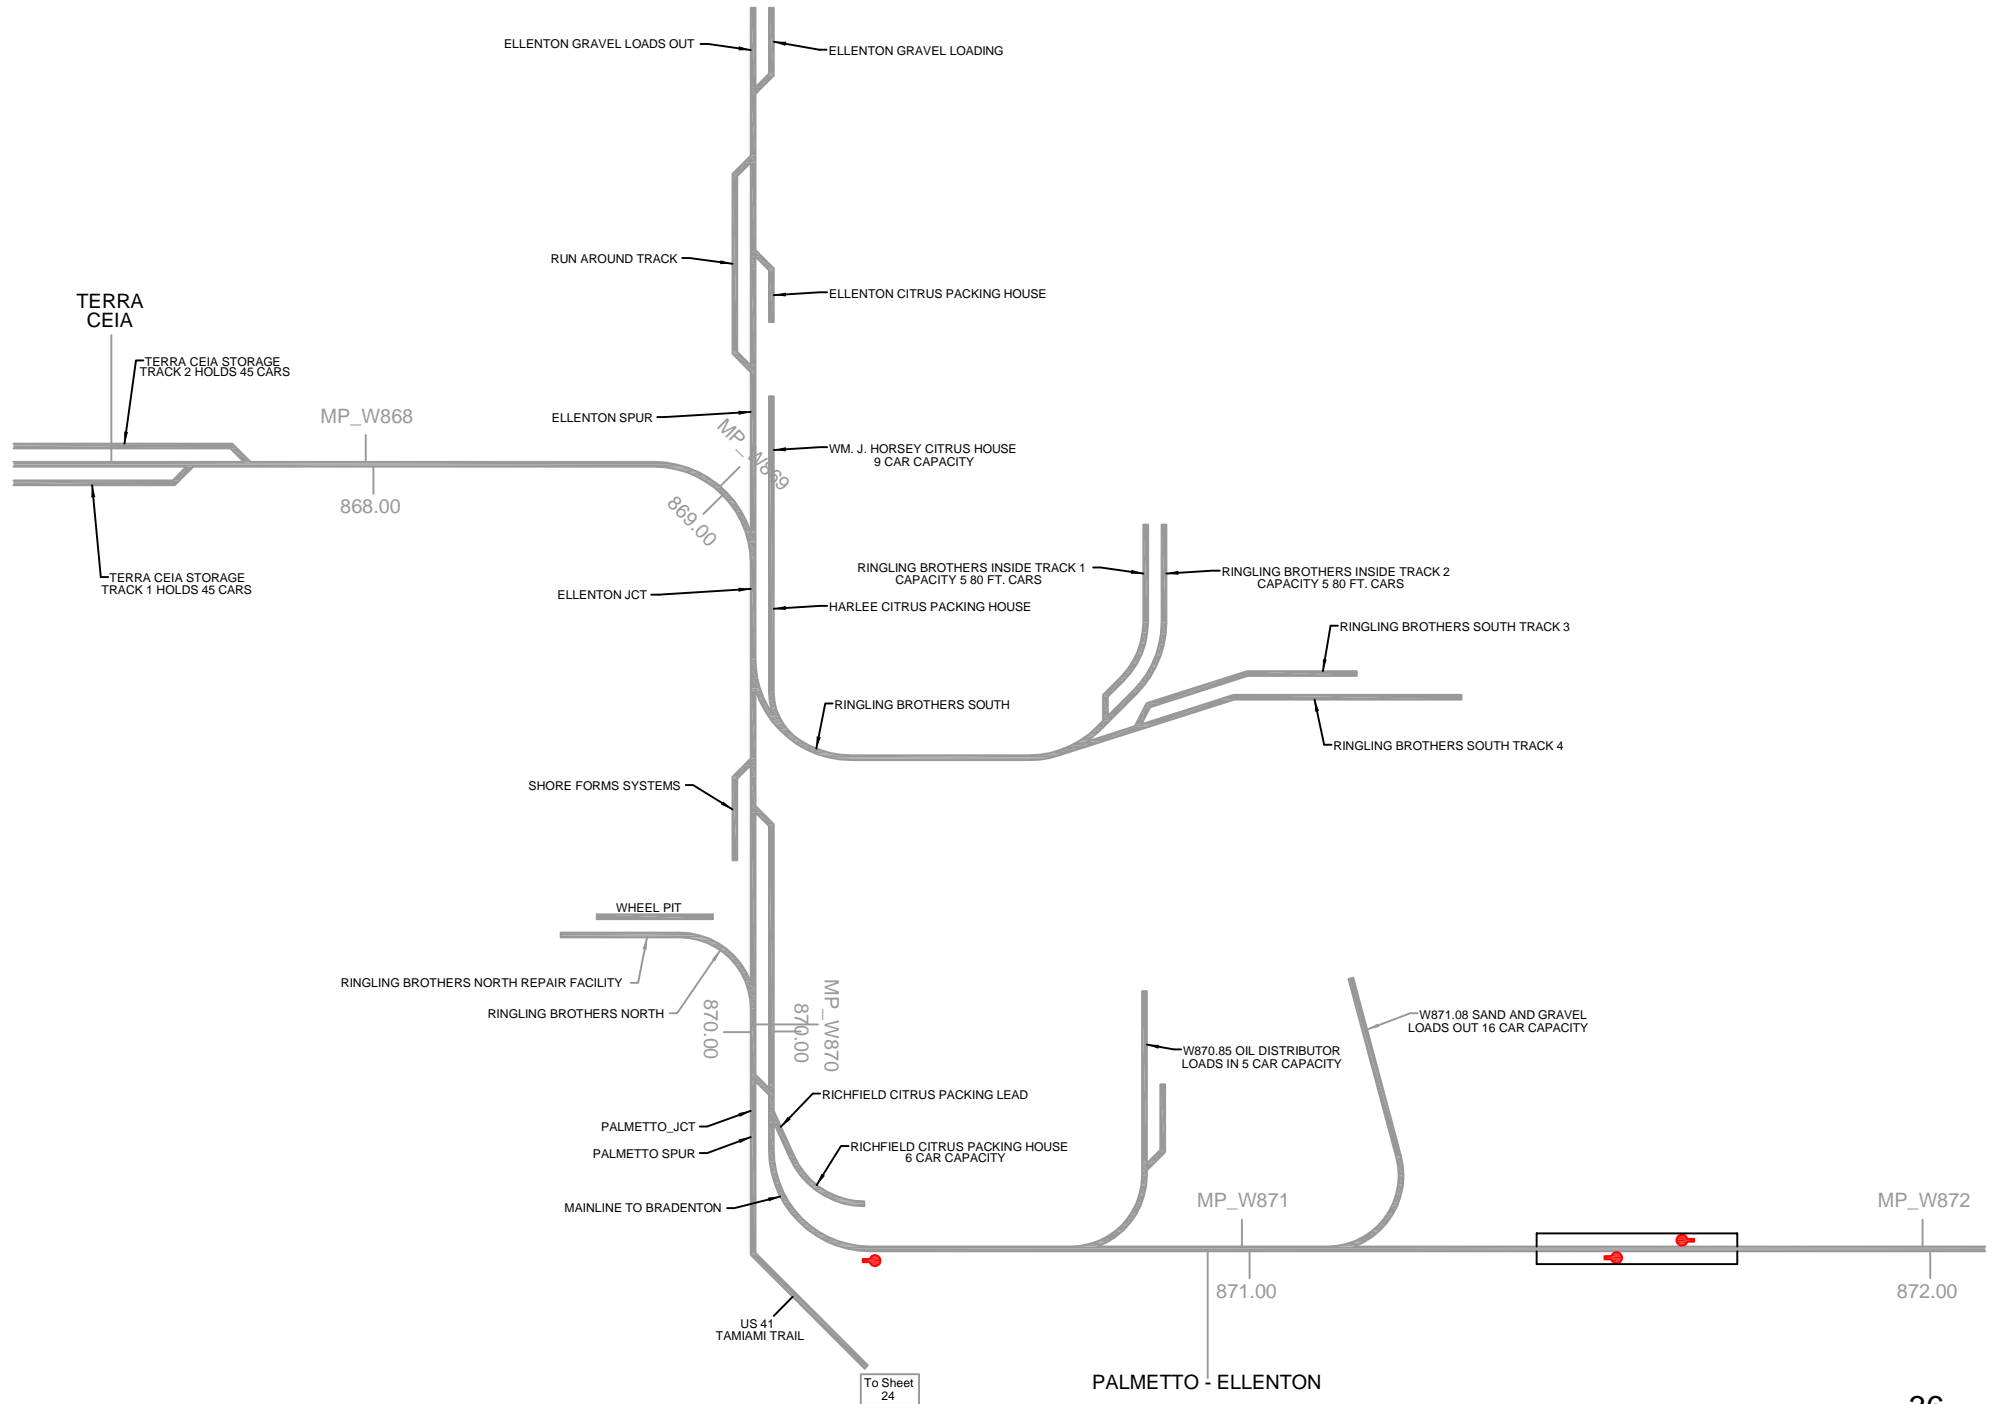 ELLENTON GRAVEL LOADS OUT
ELLENTON GRAVEL LOADING
RUN AROUND TRACK
ELLENTON CITRUS PACKING HOUSE
TERRA
CEIA
TERRA CEIA STORAGE
TRACK 2 HOLDS 45 CARS
MP_W868
868.00
ELLENTON SPUR
MP_W869
869.00
WM. J. HORSEY CITRUS HOUSE
9 CAR CAPACITY
TERRA CEIA STORAGE
TRACK 1 HOLDS 45 CARS
ELLENTON JCT
HARLEE CITRUS PACKING HOUSE
RINGLING BROTHERS INSIDE TRACK 1
CAPACITY 5 80 FT. CARS
RINGLING BROTHERS INSIDE TRACK 2
CAPACITY 5 80 FT. CARS
RINGLING BROTHERS SOUTH TRACK 3
RINGLING BROTHERS SOUTH
RINGLING BROTHERS SOUTH TRACK 4
SHORE FORMS SYSTEMS
WHEEL PIT
RINGLING BROTHERS NORTH REPAIR FACILITY
RINGLING BROTHERS NORTH
870.00
870.00
MP_W870
W871.08 SAND AND GRAVEL
LOADS OUT 16 CAR CAPACITY
W870.85 OIL DISTRIBUTOR
LOADS IN 5 CAR CAPACITY
RICHFIELD CITRUS PACKING LEAD
PALMETTO_JCT
PALMETTO SPUR
RICHFIELD CITRUS PACKING HOUSE
6 CAR CAPACITY
MAINLINE TO BRADENTON
MP_W871
871.00
MP_W872
872.00
US 41
TAMIAMI TRAIL
To Sheet
24
PALMETTO - ELLENTON